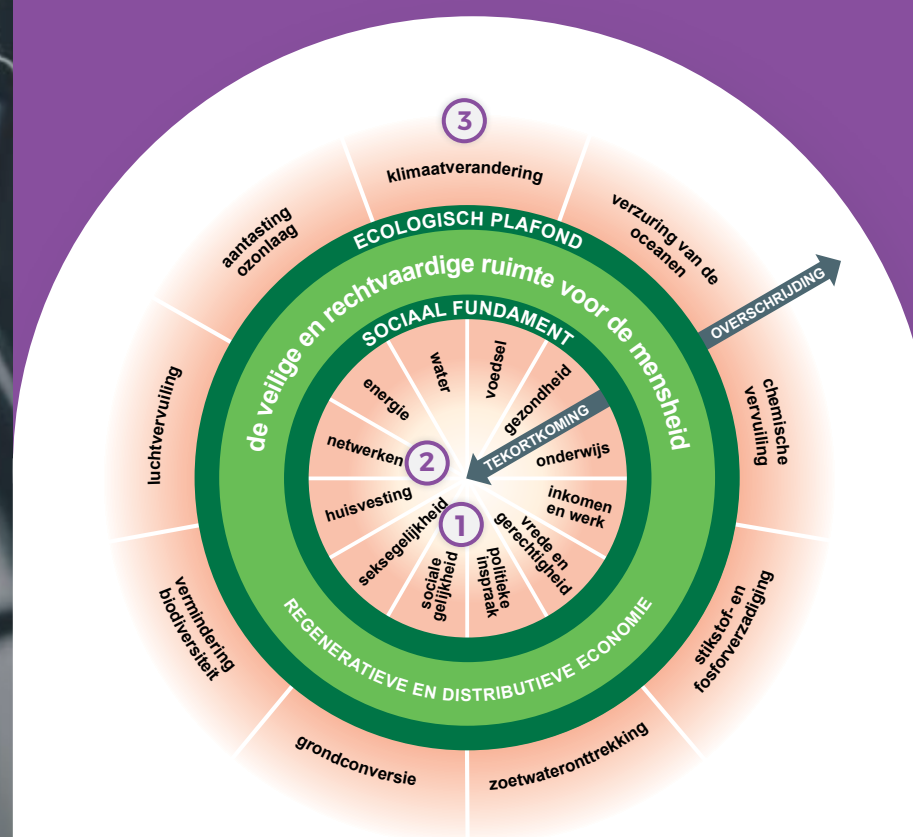 3
klimaatverandering
verzuring van de
oceanen
OVERSCHRIJDING
chemische
vervuiling
stikstof- en
fosforverzadiging
zoetwateronttrekking
grondconversie
vermindering
biodiversiteit
luchtvervuiling
aantasting
ozonlaag
ECOLOGISCH PLAFOND
de veilige en rechtvaardige ruimte voor de mensheid
SOCIAAL FUNDAMENT
water
voedsel
gezondheid
TEKORTKOMING
onderwijs
inkomen
en werk
vrede en
gerechtigheid
politieke
inspraak
sociale
gelijkheid
1
seksegelijkheid
huisvesting
2
netwerken
energie
REGENERATIEVE EN DISTRIBUTIEVE ECONOMIE